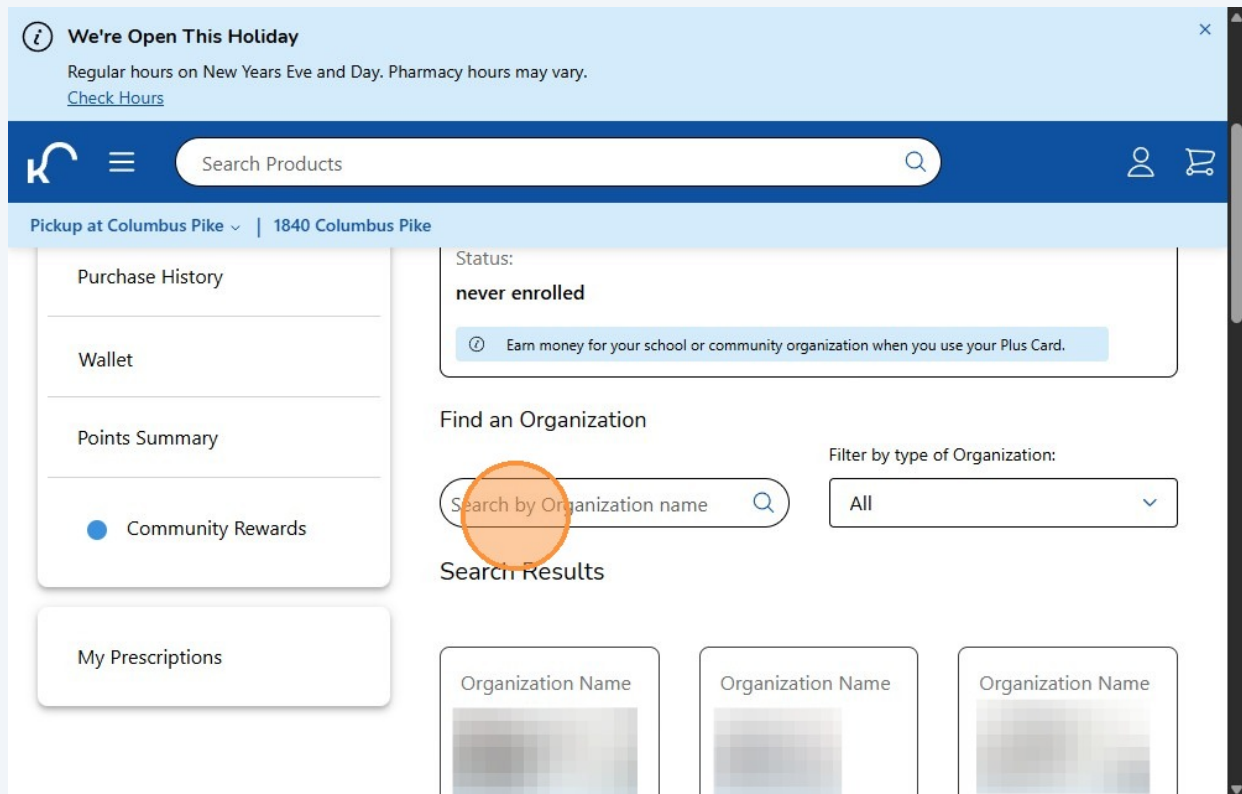 We're Open This Holiday
Regular hours on New Years Eve and Day. Pharmacy hours may vary.
Check Hours
Search Products
Pickup at Columbus Pike | 1840 Columbus Pike
Purchase History
Wallet
Points Summary
Community Rewards
My Prescriptions
Status:
never enrolled
Earn money for your school or community organization when you use your Plus Card.
Find an Organization
Filter by type of Organization:
Search by Organization name
All
Search Results
Organization Name
Organization Name
Organization Name